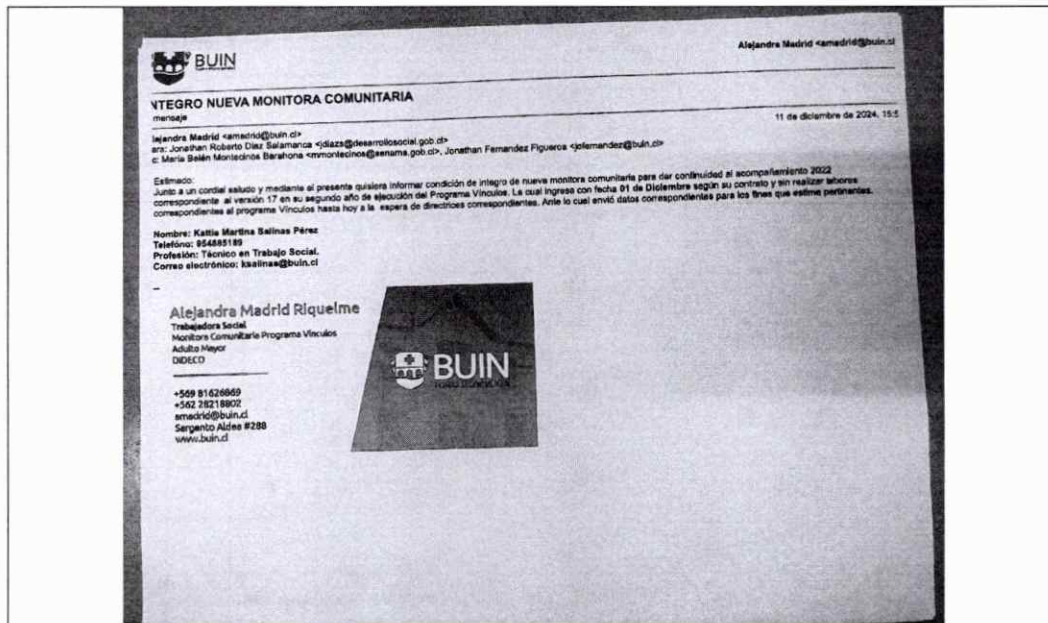 BUIN
Alejandra Madrid <amadrid@buin.cl
NTEGRO NUEVA MONITORA COMUNITARIA
mensaje
11 de diciembre de 2024, 15:5
lejandra Madrid <amadrid@buin.cl>
ara: Jonathan Roberto Diaz Salamanca <jdiazs@desarrollosocial.gob.cl>
c: María Belén Montecinos Barahona <mmontecinos@senama.gob.cl>, Jonathan Fernandez Figueroa <jofernandez@buin.cl>
Estimado:
Junto a un cordial saludo y mediante el presente quisiera informar condición de integro de nueva monitora comunitaria para dar continuidad al acompañamiento 2022
correspondiente al versión 17 en su segundo año de ejecución del Programa Vínculos. La cual ingresa con fecha 01 de Diciembre según su contrato y sin realizar labores
correspondientes al programa Vínculos hasta hoy a la espera de directrices correspondientes. Ante lo cual envió datos correspondientes para los fines que estime pertinentes.
Nombre: Kattie Martina Salinas Pérez
Telefóno: 954885189
Profesión: Técnico en Trabajo Social.
Correo electrónico: ksalinas@buin.cl
--
Alejandra Madrid Riquelme
Trabajadora Social
Monitora Comunitaria Programa Vínculos
Adulto Mayor
DIDECO
+569 81626869
+562 28218802
amadrid@buin.cl
Sargento Aldea #288
www.buin.cl
BUIN